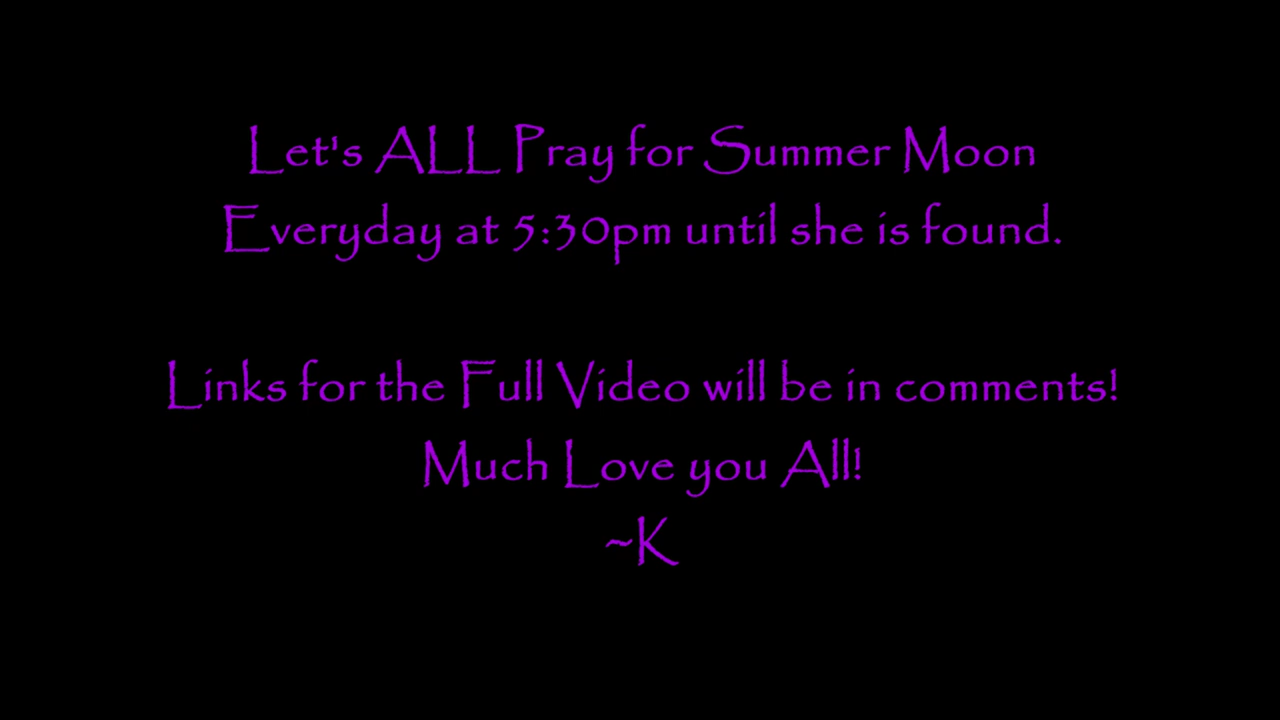 Let's ALL Pray for Summer Moon
Everyday at 5:30pm until she is found.
Links for the Full Video will be in comments!
Much Love you All!
~K